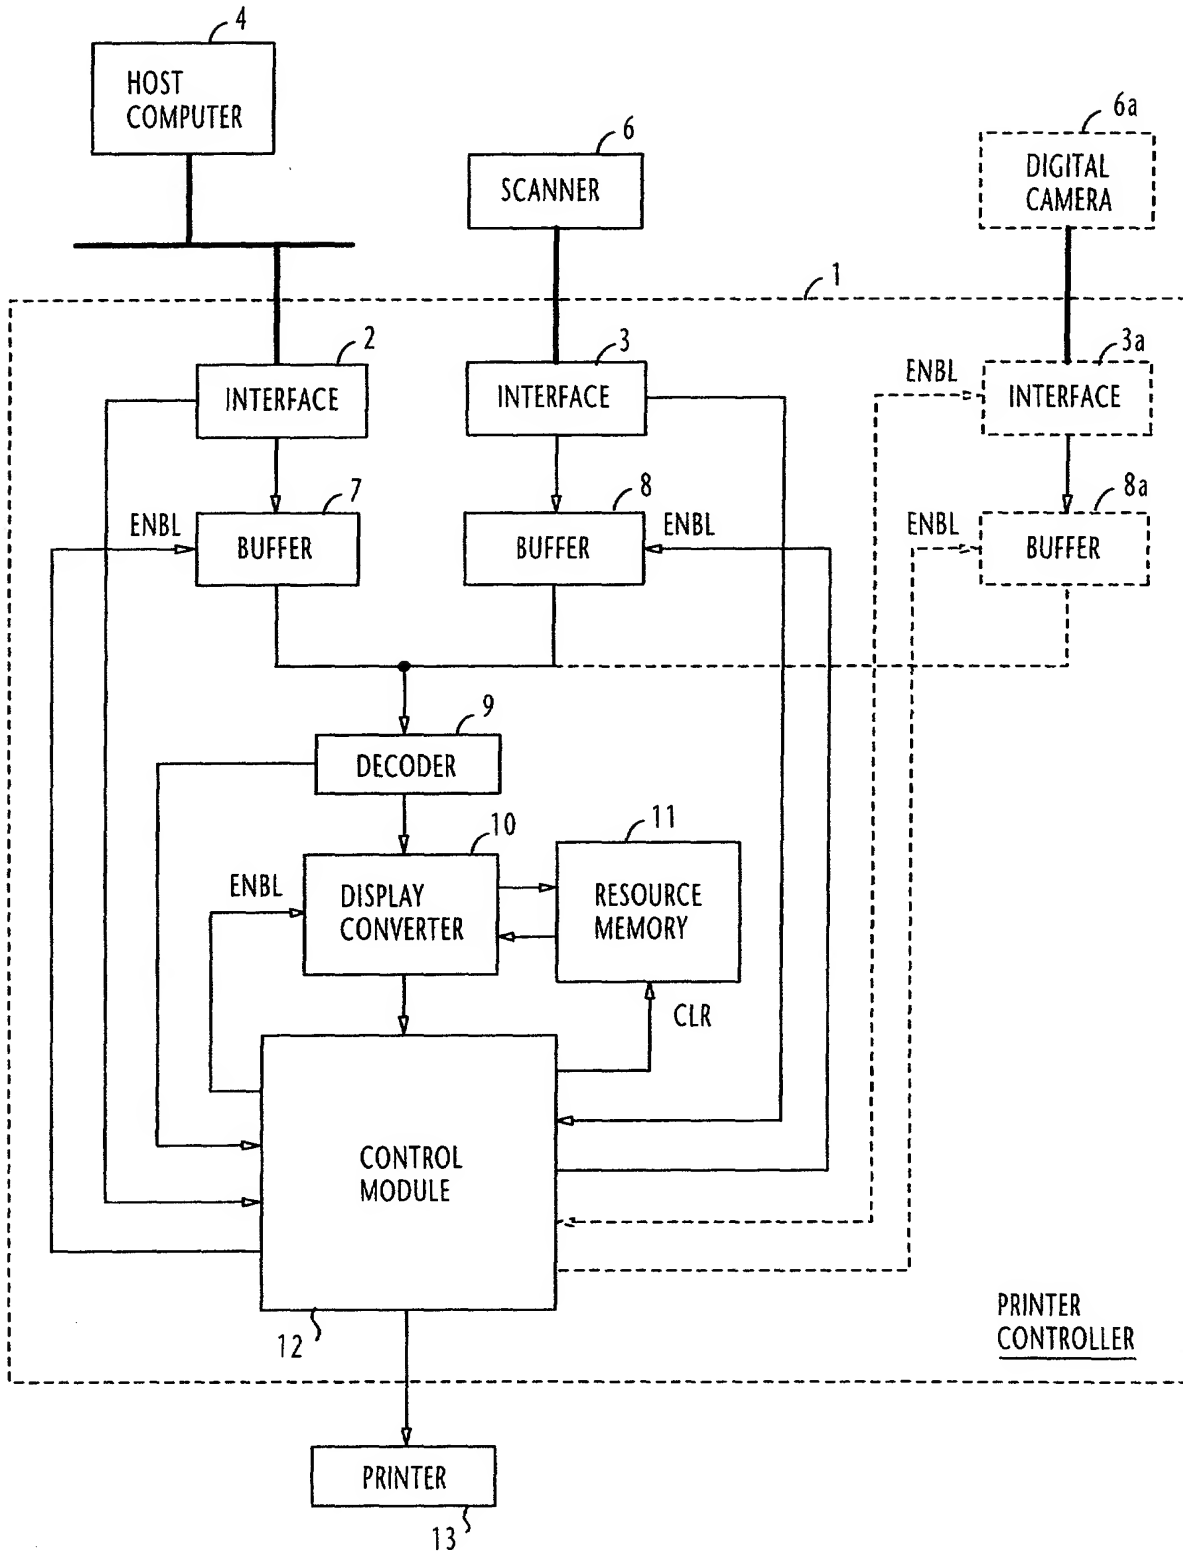 4
HOST
COMPUTER
6
SCANNER
6a
DIGITAL
CAMERA
1
2
INTERFACE
3
INTERFACE
3a
ENBL
INTERFACE
7
ENBL
BUFFER
8
ENBL
BUFFER
8a
ENBL
BUFFER
9
DECODER
10
ENBL
DISPLAY
CONVERTER
11
RESOURCE
MEMORY
CLR
CONTROL
MODULE
12
PRINTER
CONTROLLER
PRINTER
13